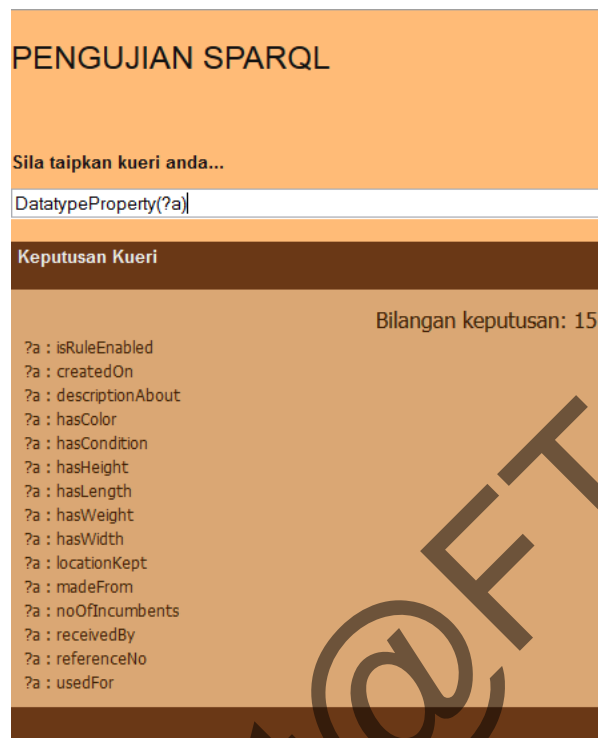 PENGUJIAN SPARQL
Sila taipkan kueri anda...
DatatypeProperty(?a)
Keputusan Kueri
Bilangan keputusan: 15
?a : isRuleEnabled
?a : createdOn
?a : descriptionAbout
?a : hasColor
?a : hasCondition
?a : hasHeight
?a : hasLength
?a : hasWeight
?a : hasWidth
?a : locationKept
?a : madeFrom
?a : noOfIncumbents
?a : receivedBy
?a : referenceNo
?a : usedFor
@FT